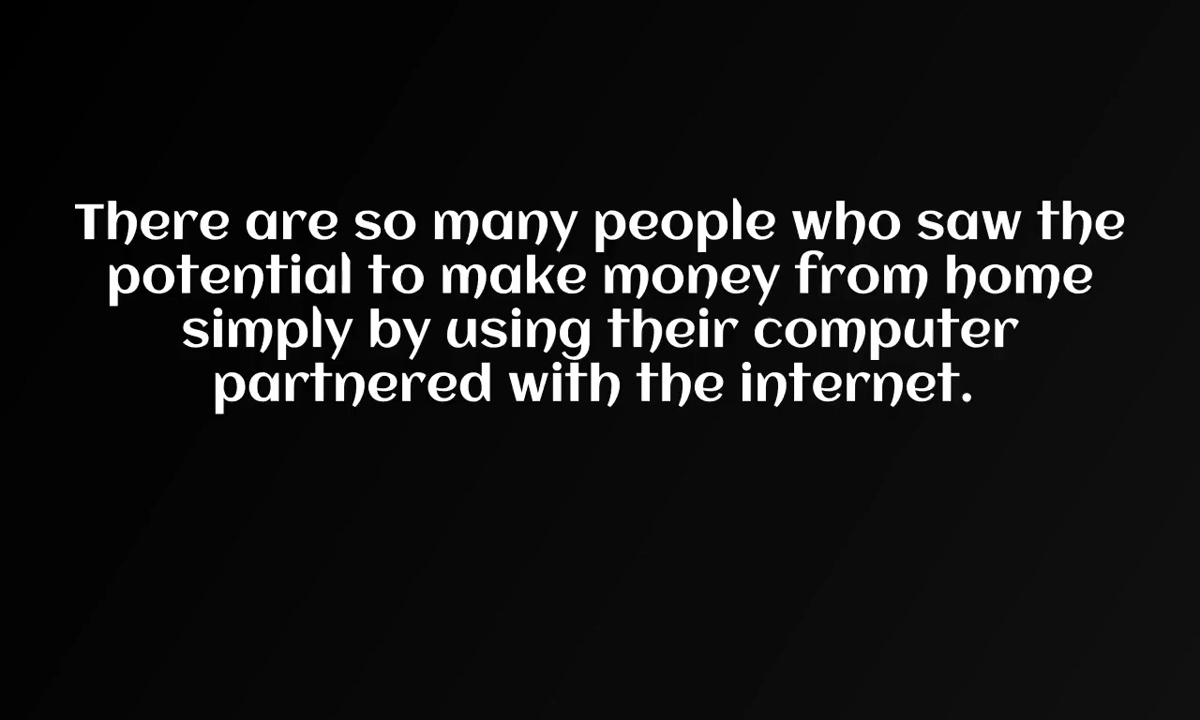 There are so many people who saw the
potential to make money from home
simply by using their computer
partnered with the internet.